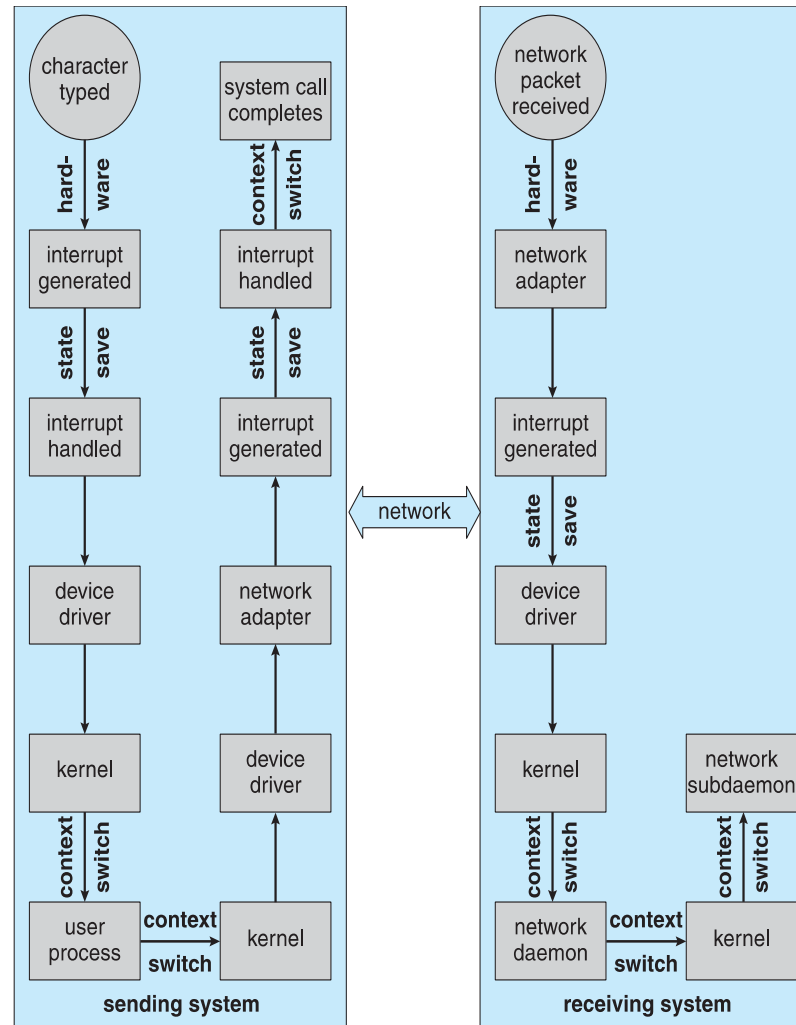 character
typed
hard-
ware
interrupt
generated
state
save
interrupt
handled
device
driver
kernel
context
switch
user
process
context
switch
kernel
device
driver
network
adapter
interrupt
generated
state
save
interrupt
handled
context
switch
system call
completes
sending system
network
network
packet
received
hard-
ware
network
adapter
interrupt
generated
state
save
device
driver
kernel
context
switch
network
daemon
context
switch
kernel
context
switch
network
subdaemon
receiving system